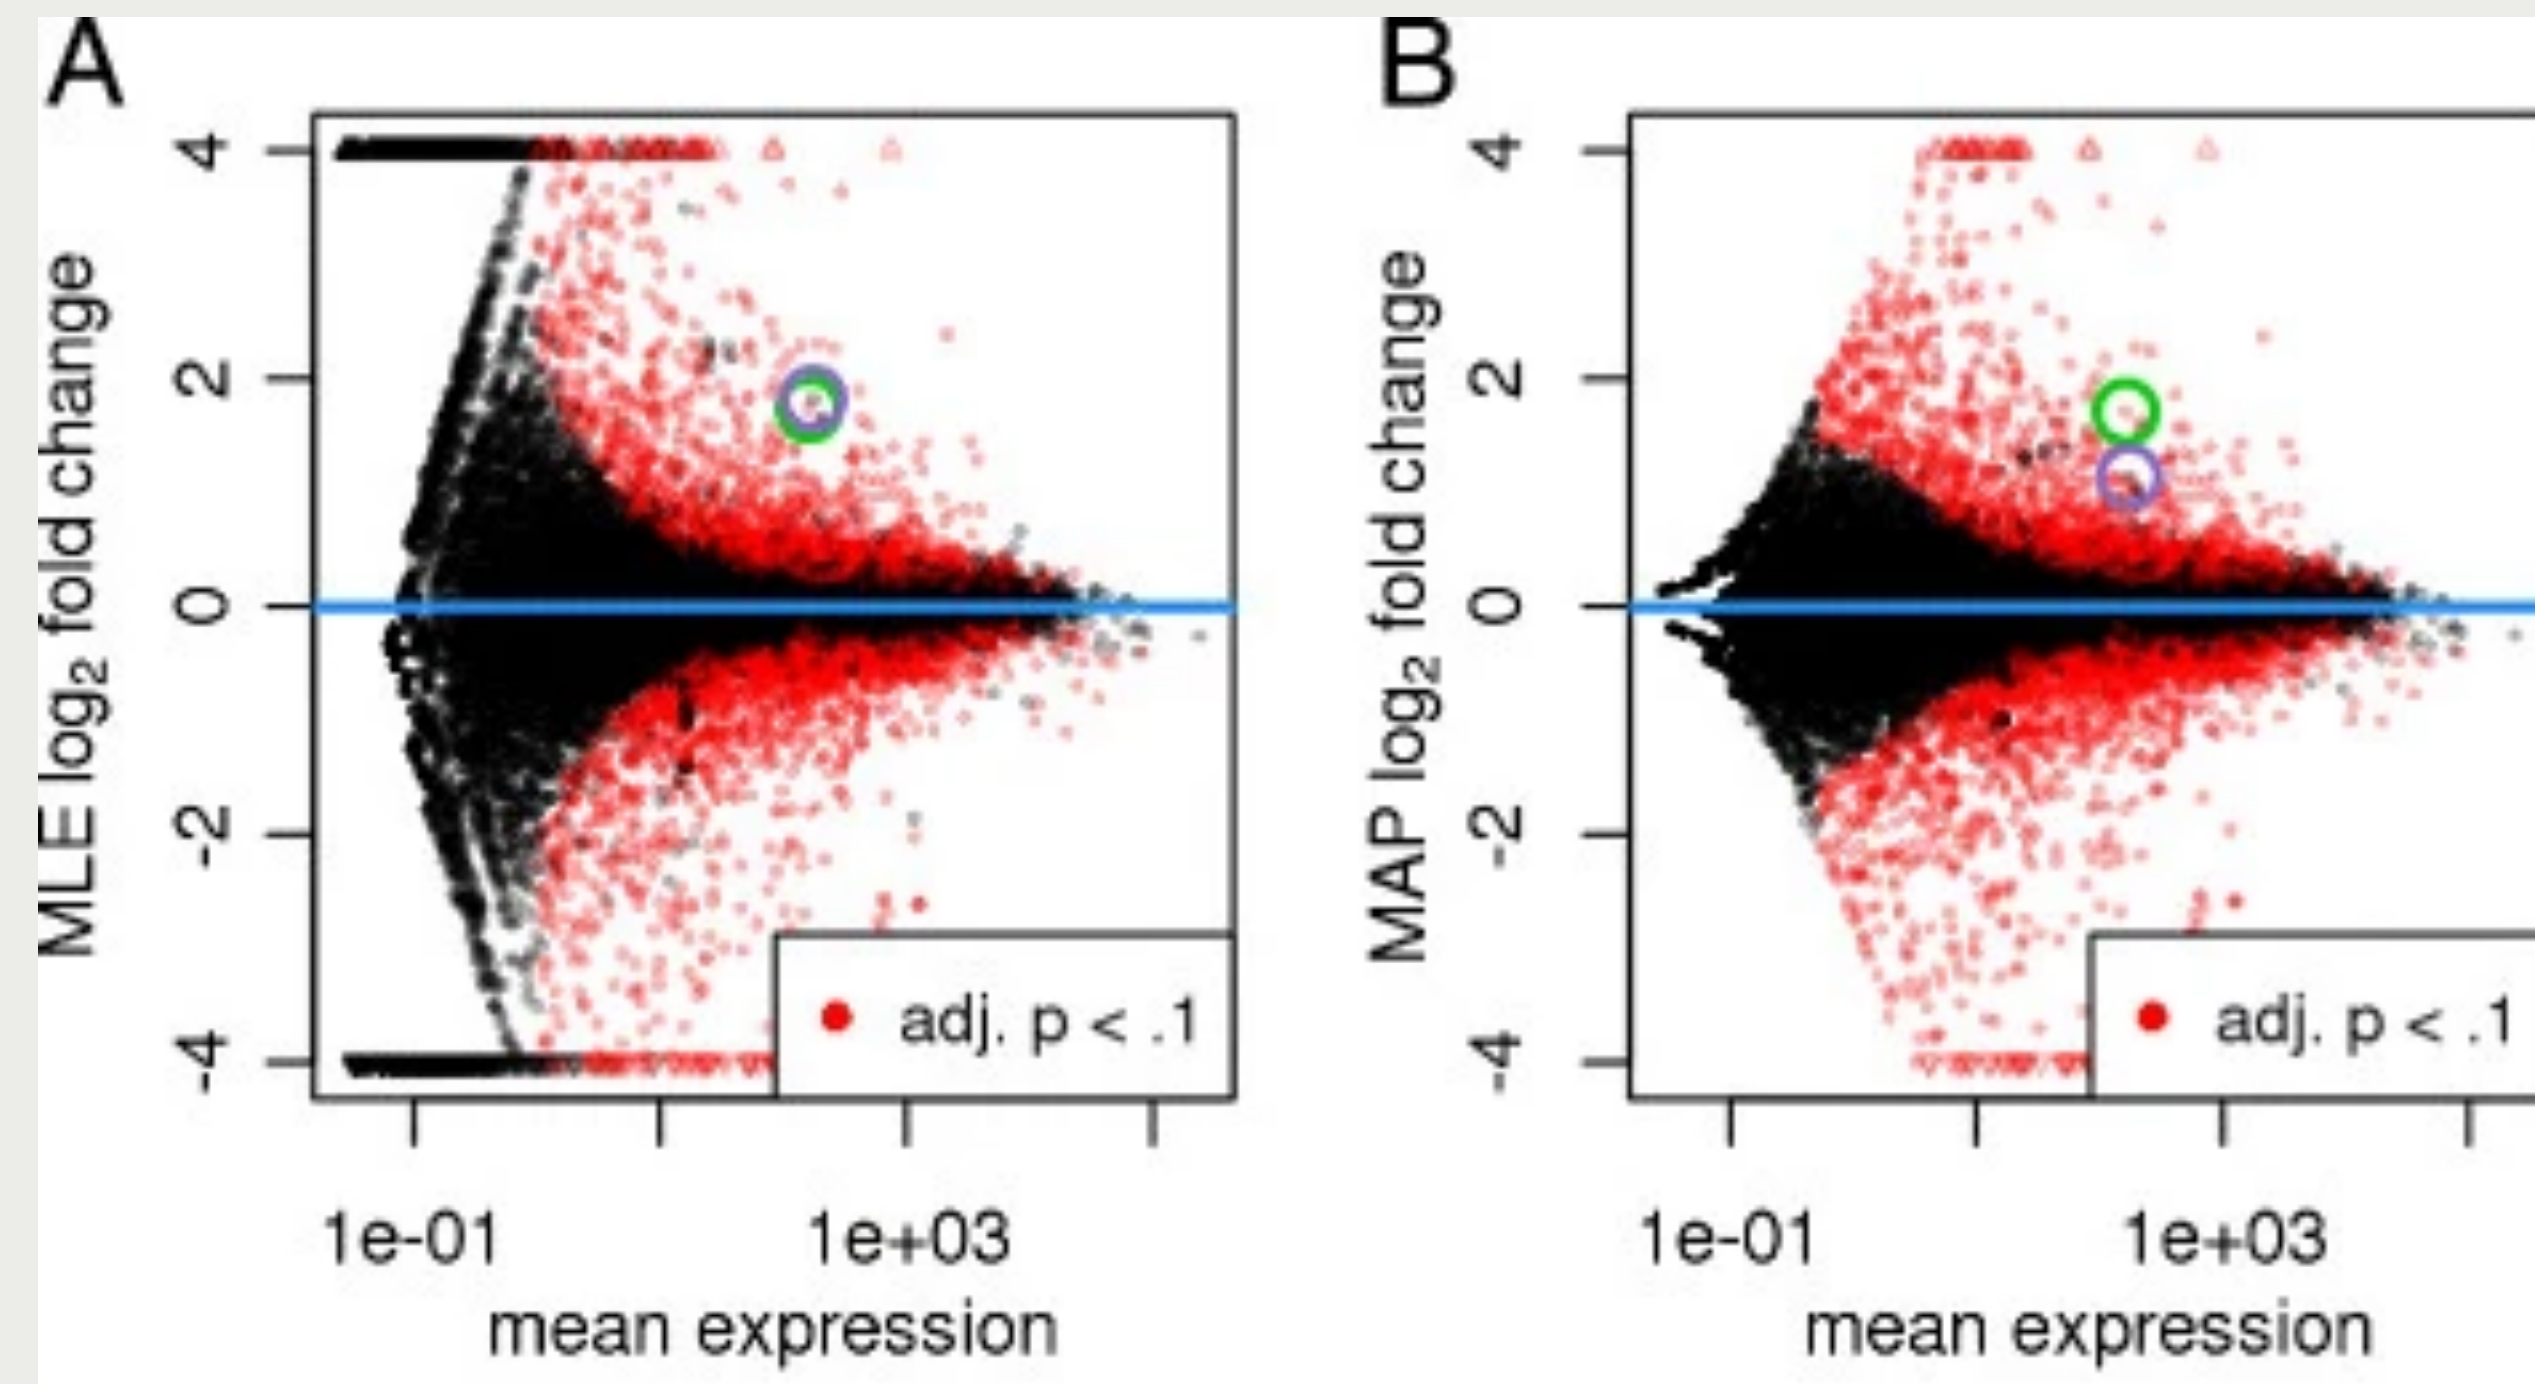 A
MLE log₂ fold change
4
2
0
-2
-4
adj. p < .1
1e-01
1e+03
mean expression
B
MAP log₂ fold change
4
2
0
-2
-4
adj. p < .1
1e-01
1e+03
mean expression